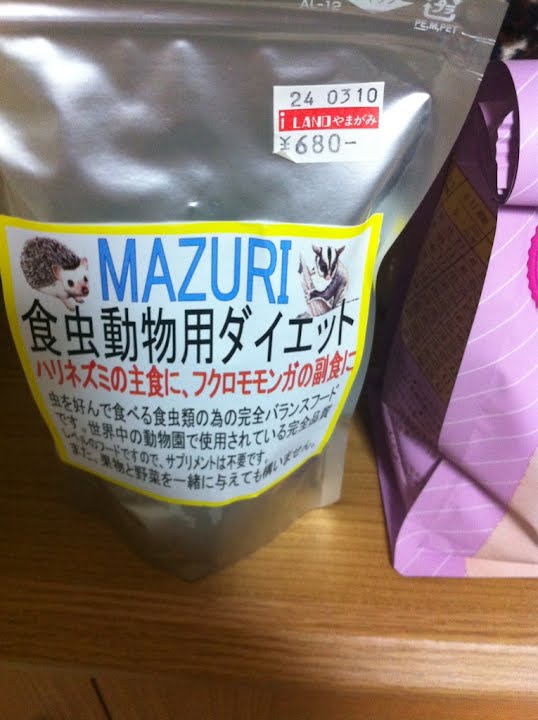 AL-12
PE.M,PET
24 0310
i LANDやまがみ
¥680-
MAZURI
食虫動物用ダイエット
ハリネズミの主食に、フクロモモンガの副食に
虫を好んで食べる食虫類の為の完全バランスフード
です。世界中の動物園で使用されている完全品質
レベルのフードですので、サプリメントは不要です。
また、果物と野菜を一緒に与えても構いません。